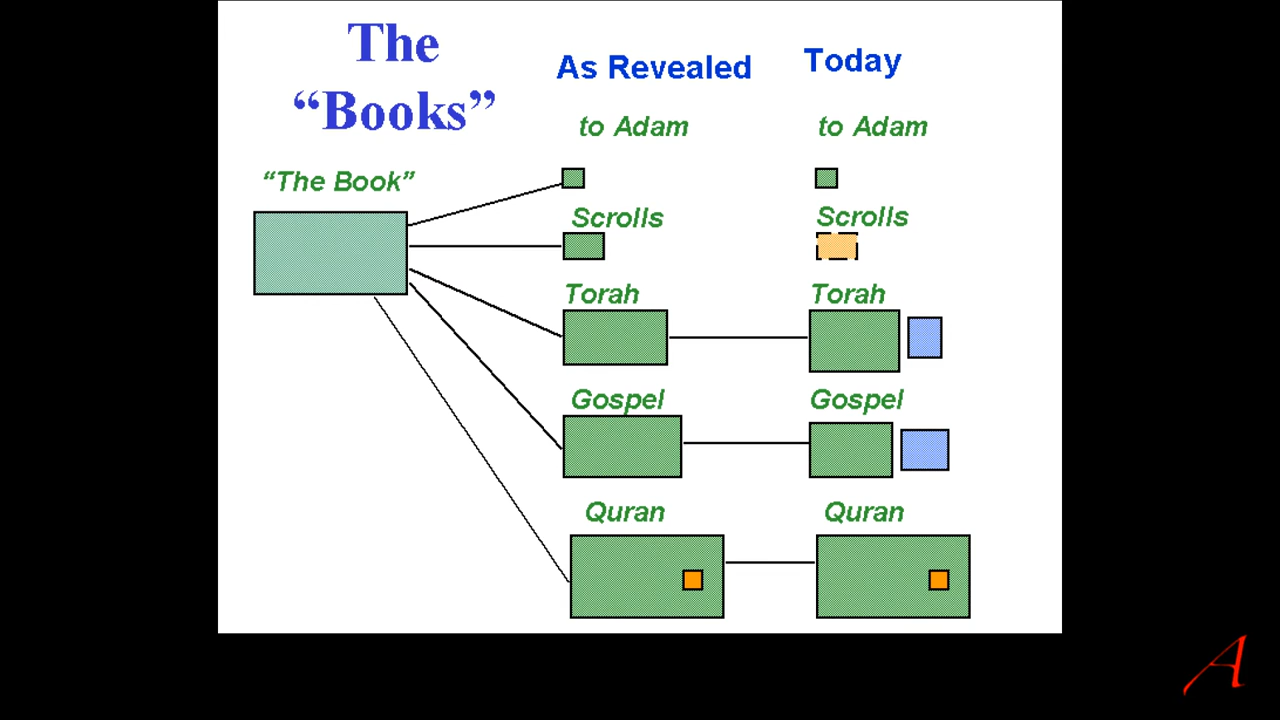 The
“Books”
As Revealed
Today
to Adam
to Adam
“The Book”
Scrolls
Scrolls
Torah
Torah
Gospel
Gospel
Quran
Quran
A